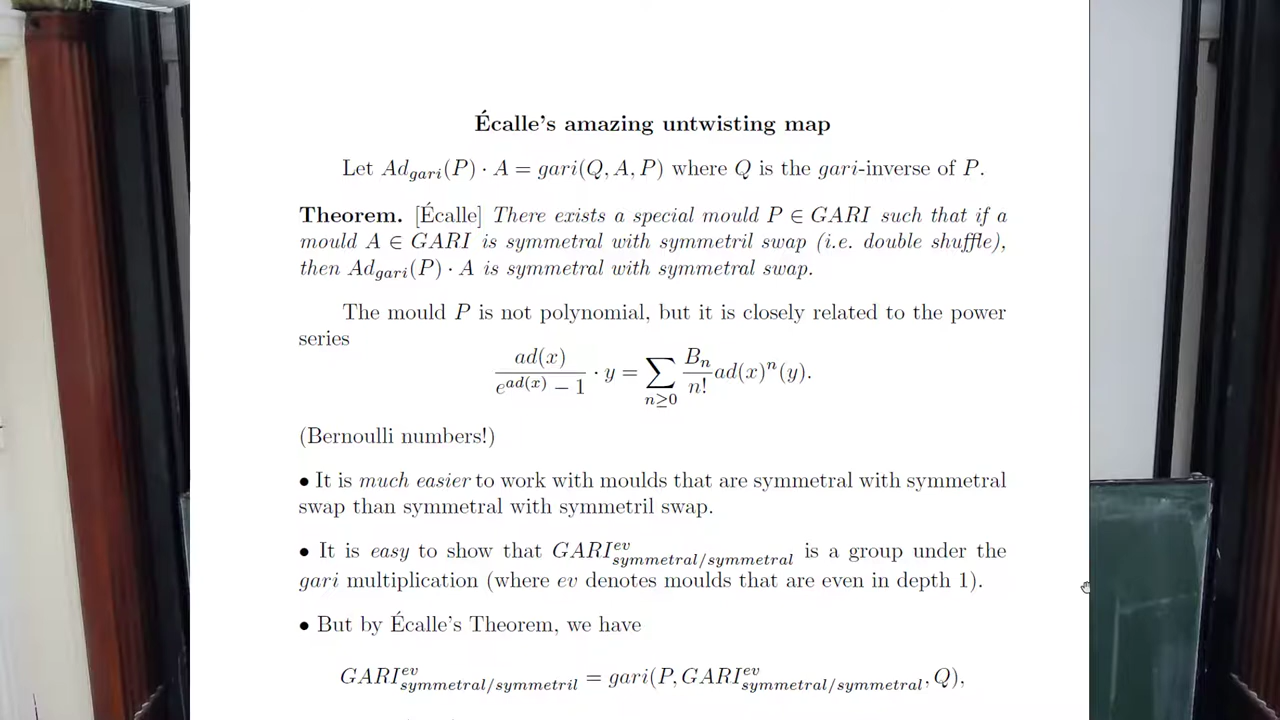 Écalle's amazing untwisting map
Let $Ad_{gari}(P) \cdot A = gari(Q, A, P)$ where $Q$ is the $gari$-inverse of $P$.
Theorem. [Écalle] There exists a special mould $P \in GARI$ such that if a
mould $A \in GARI$ is symmetral with symmetril swap (i.e. double shuffle),
then $Ad_{gari}(P) \cdot A$ is symmetral with symmetral swap.
The mould $P$ is not polynomial, but it is closely related to the power
series
$\frac{ad(x)}{e^{ad(x)} - 1} \cdot y = \sum_{n \geq 0} \frac{B_n}{n!} ad(x)^n(y).$
(Bernoulli numbers!)
• It is much easier to work with moulds that are symmetral with symmetral
swap than symmetral with symmetril swap.
• It is easy to show that $GARI^{ev}_{symmetral/symmetral}$ is a group under the
gari multiplication (where $ev$ denotes moulds that are even in depth 1).
• But by Écalle's Theorem, we have
$GARI^{ev}_{symmetral/symmetril} = gari(P, GARI^{ev}_{symmetral/symmetral}, Q),$